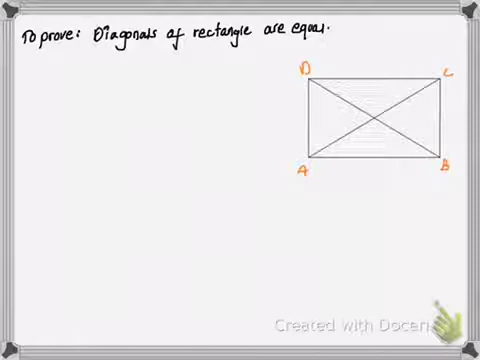 To prove: Diagonals of rectangle are equal.
D
C
A
B
Created with Doceri